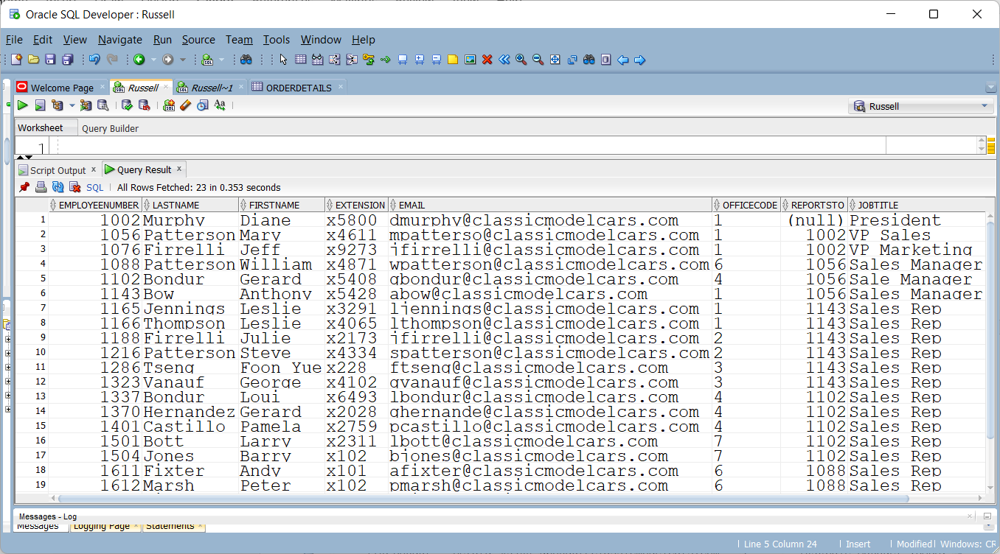 Oracle SQL Developer : Russell
File Edit View Navigate Run Source Team Tools Window Help
Welcome Page Russell Russell~1 ORDERDETAILS
Russell
Worksheet Query Builder
1
Script Output x Query Result x
SQL All Rows Fetched: 23 in 0.353 seconds
EMPLOYEENUMBER LASTNAME FIRSTNAME EXTENSION EMAIL OFFICECODE REPORTSTO JOBTITLE
1 1002 Murphy Diane x5800 dmurphy@classicmodelcars.com 1 (null) President
2 1056 Patterson Mary x4611 mpatterso@classicmodelcars.com 1 1002 VP Sales
3 1076 Firrelli Jeff x9273 jfirrelli@classicmodelcars.com 1 1002 VP Marketing
4 1088 Patterson William x4871 wpatterson@classicmodelcars.com 6 1056 Sales Manager
5 1102 Bondur Gerard x5408 gbondur@classicmodelcars.com 4 1056 Sale Manager
6 1143 Bow Anthony x5428 abow@classicmodelcars.com 1 1056 Sales Manager
7 1165 Jennings Leslie x3291 ljennings@classicmodelcars.com 1 1143 Sales Rep
8 1166 Thompson Leslie x4065 lthompson@classicmodelcars.com 1 1143 Sales Rep
9 1188 Firrelli Julie x2173 jfirrelli@classicmodelcars.com 2 1143 Sales Rep
10 1216 Patterson Steve x4334 spatterson@classicmodelcars.com 2 1143 Sales Rep
11 1286 Tseng Foon Yue x228 ftseng@classicmodelcars.com 3 1143 Sales Rep
12 1323 Vanauf George x4102 gvanauf@classicmodelcars.com 3 1143 Sales Rep
13 1337 Bondur Loui x6493 lbondur@classicmodelcars.com 4 1102 Sales Rep
14 1370 Hernandez Gerard x2028 ghernande@classicmodelcars.com 4 1102 Sales Rep
15 1401 Castillo Pamela x2759 pcastillo@classicmodelcars.com 4 1102 Sales Rep
16 1501 Bott Larry x2311 lbott@classicmodelcars.com 7 1102 Sales Rep
17 1504 Jones Barry x102 bjones@classicmodelcars.com 7 1102 Sales Rep
18 1611 Fixter Andy x101 afixter@classicmodelcars.com 6 1088 Sales Rep
19 1612 Marsh Peter x102 pmarsh@classicmodelcars.com 6 1088 Sales Rep
Messages - Log
Messages Logging Page Statements
Line 5 Column 24 Insert Modified Windows: CR